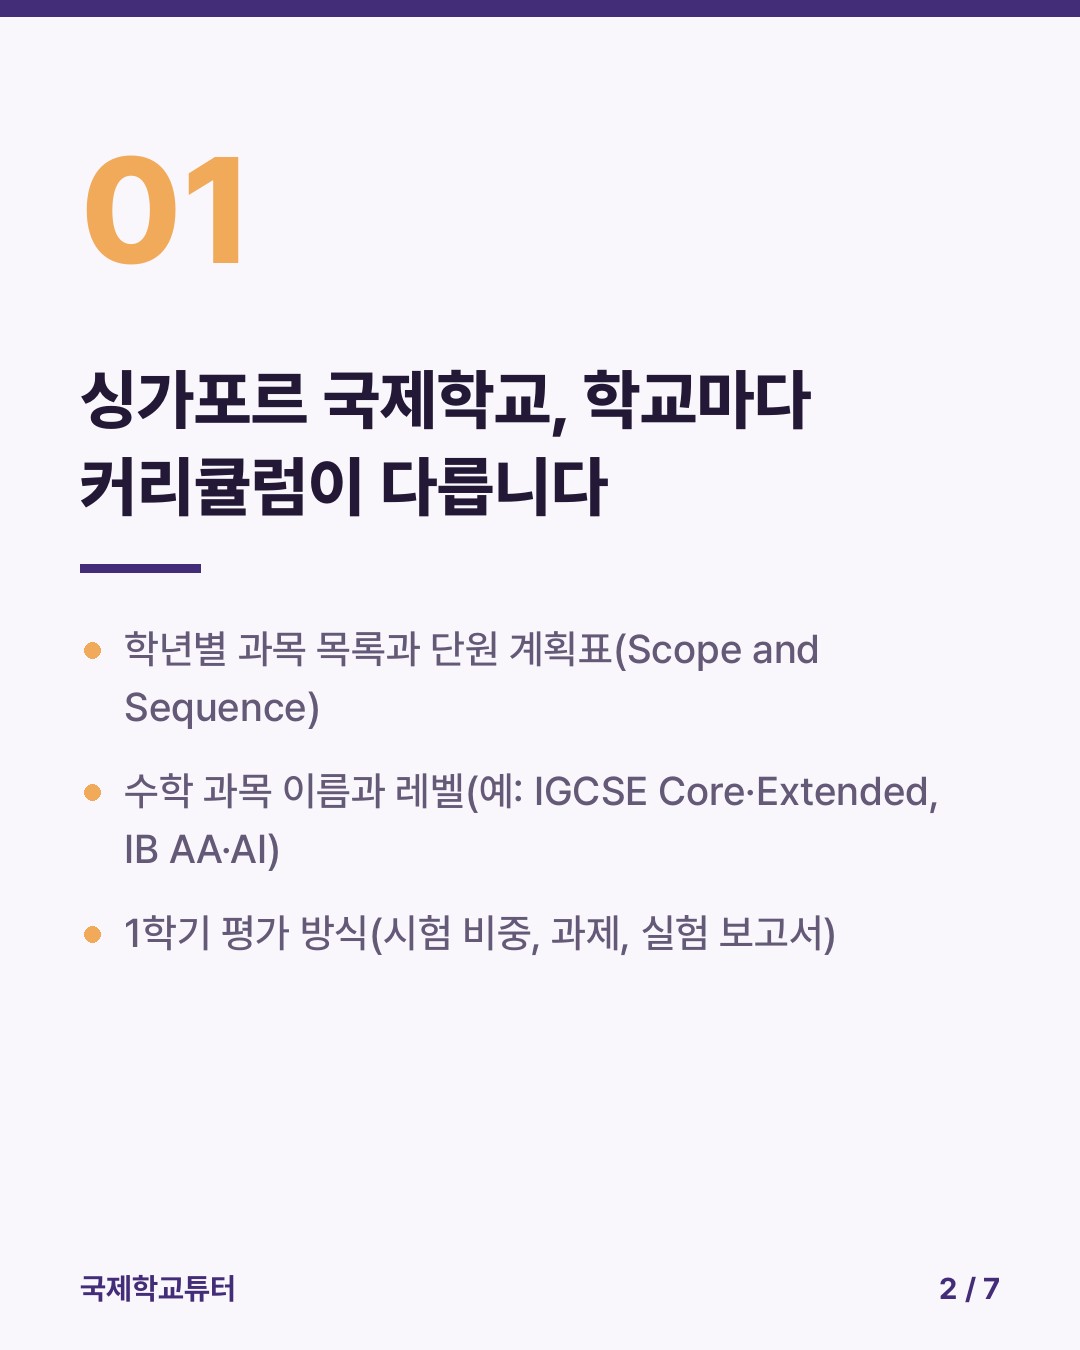 01
싱가포르 국제학교, 학교마다
커리큘럼이 다릅니다
학년별 과목 목록과 단원 계획표(Scope and
Sequence)
수학 과목 이름과 레벨(예: IGCSE Core·Extended,
IB AA·AI)
1학기 평가 방식(시험 비중, 과제, 실험 보고서)
국제학교튜터
2 / 7